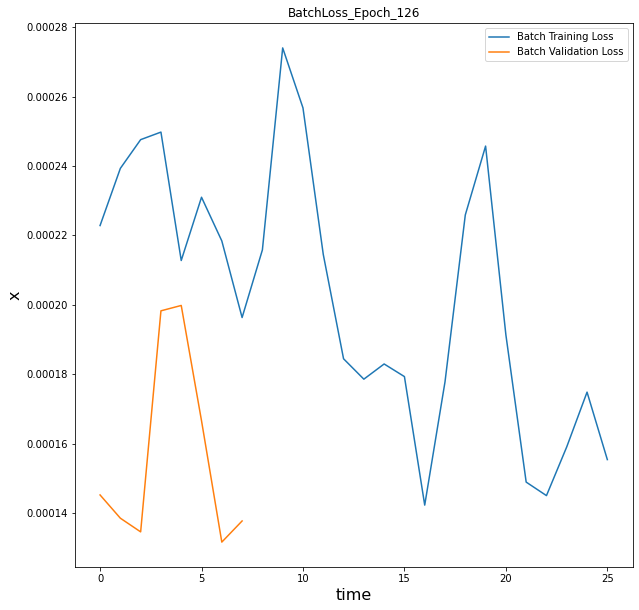 BatchLoss_Epoch_126
Batch Training Loss
Batch Validation Loss
0.00028
0.00026
0.00024
0.00022
0.00020
0.00018
0.00016
0.00014
x
0
5
10
15
20
25
time